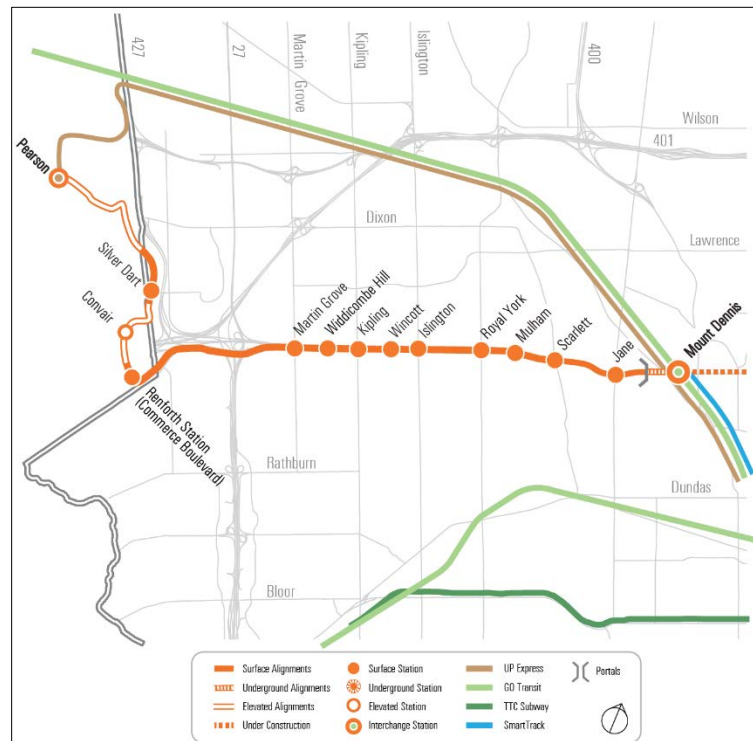 427
27
Martin
Grove
Kipling
Islington
400
Wilson
401
Pearson
Dixon
Lawrence
Silver Dart
Convair
Martin Grove
Widdicombe Hill
Kipling
Wincott
Islington
Royal York
Mulham
Scarlett
Jane
Mount Dennis
Renforth Station
(Commerce Boulevard)
Rathburn
Dundas
Bloor
Surface Alignments
Underground Alignments
Elevated Alignments
Under Construction
Surface Station
Underground Station
Elevated Station
Interchange Station
UP Express
GO Transit
TTC Subway
SmartTrack
Portals